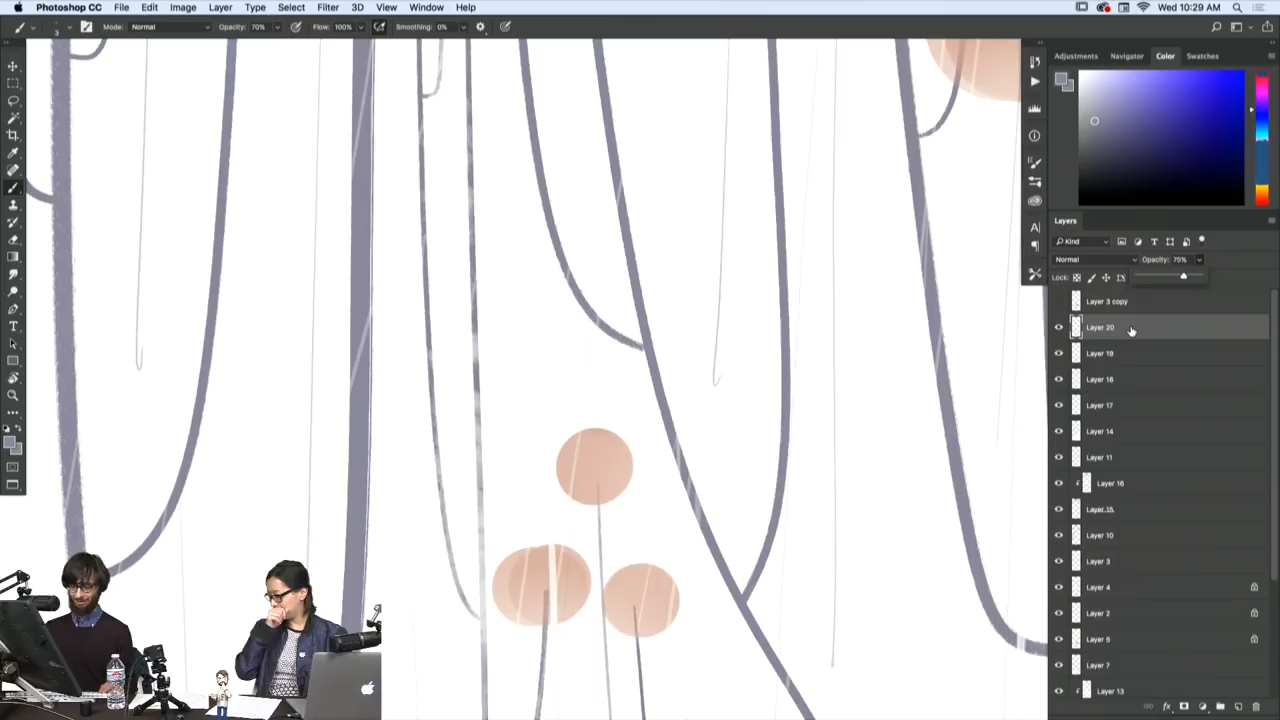 Photoshop CC File Edit Image Layer Type Select Filter 3D View Window Help Wed 10:29 AM
3 Mode: Normal Opacity: 70% Flow: 100% Smoothing: 0%
Adjustments Navigator Color Swatches
Layers
Kind
Normal Opacity: 75%
Lock:
Layer 3 copy
Layer 20
Layer 19
Layer 18
Layer 17
Layer 14
Layer 11
Layer 16
Layer 15
Layer 10
Layer 3
Layer 4
Layer 2
Layer 5
Layer 7
Layer 13